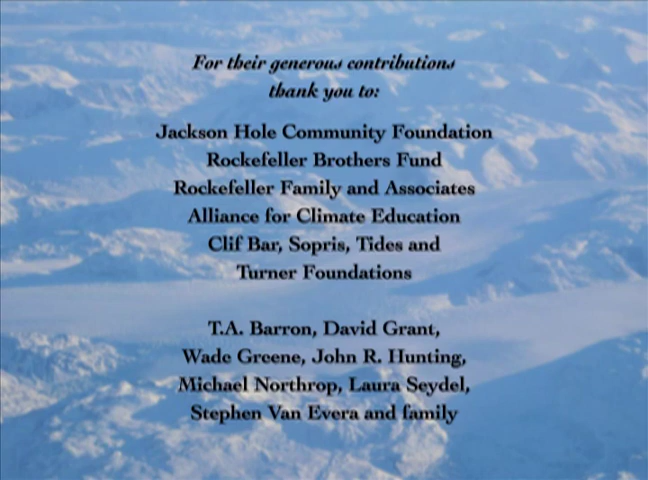 For their generous contributions
thank you to:
Jackson Hole Community Foundation
Rockefeller Brothers Fund
Rockefeller Family and Associates
Alliance for Climate Education
Clif Bar, Sopris, Tides and
Turner Foundations
T.A. Barron, David Grant,
Wade Greene, John R. Hunting,
Michael Northrop, Laura Seydel,
Stephen Van Evera and family